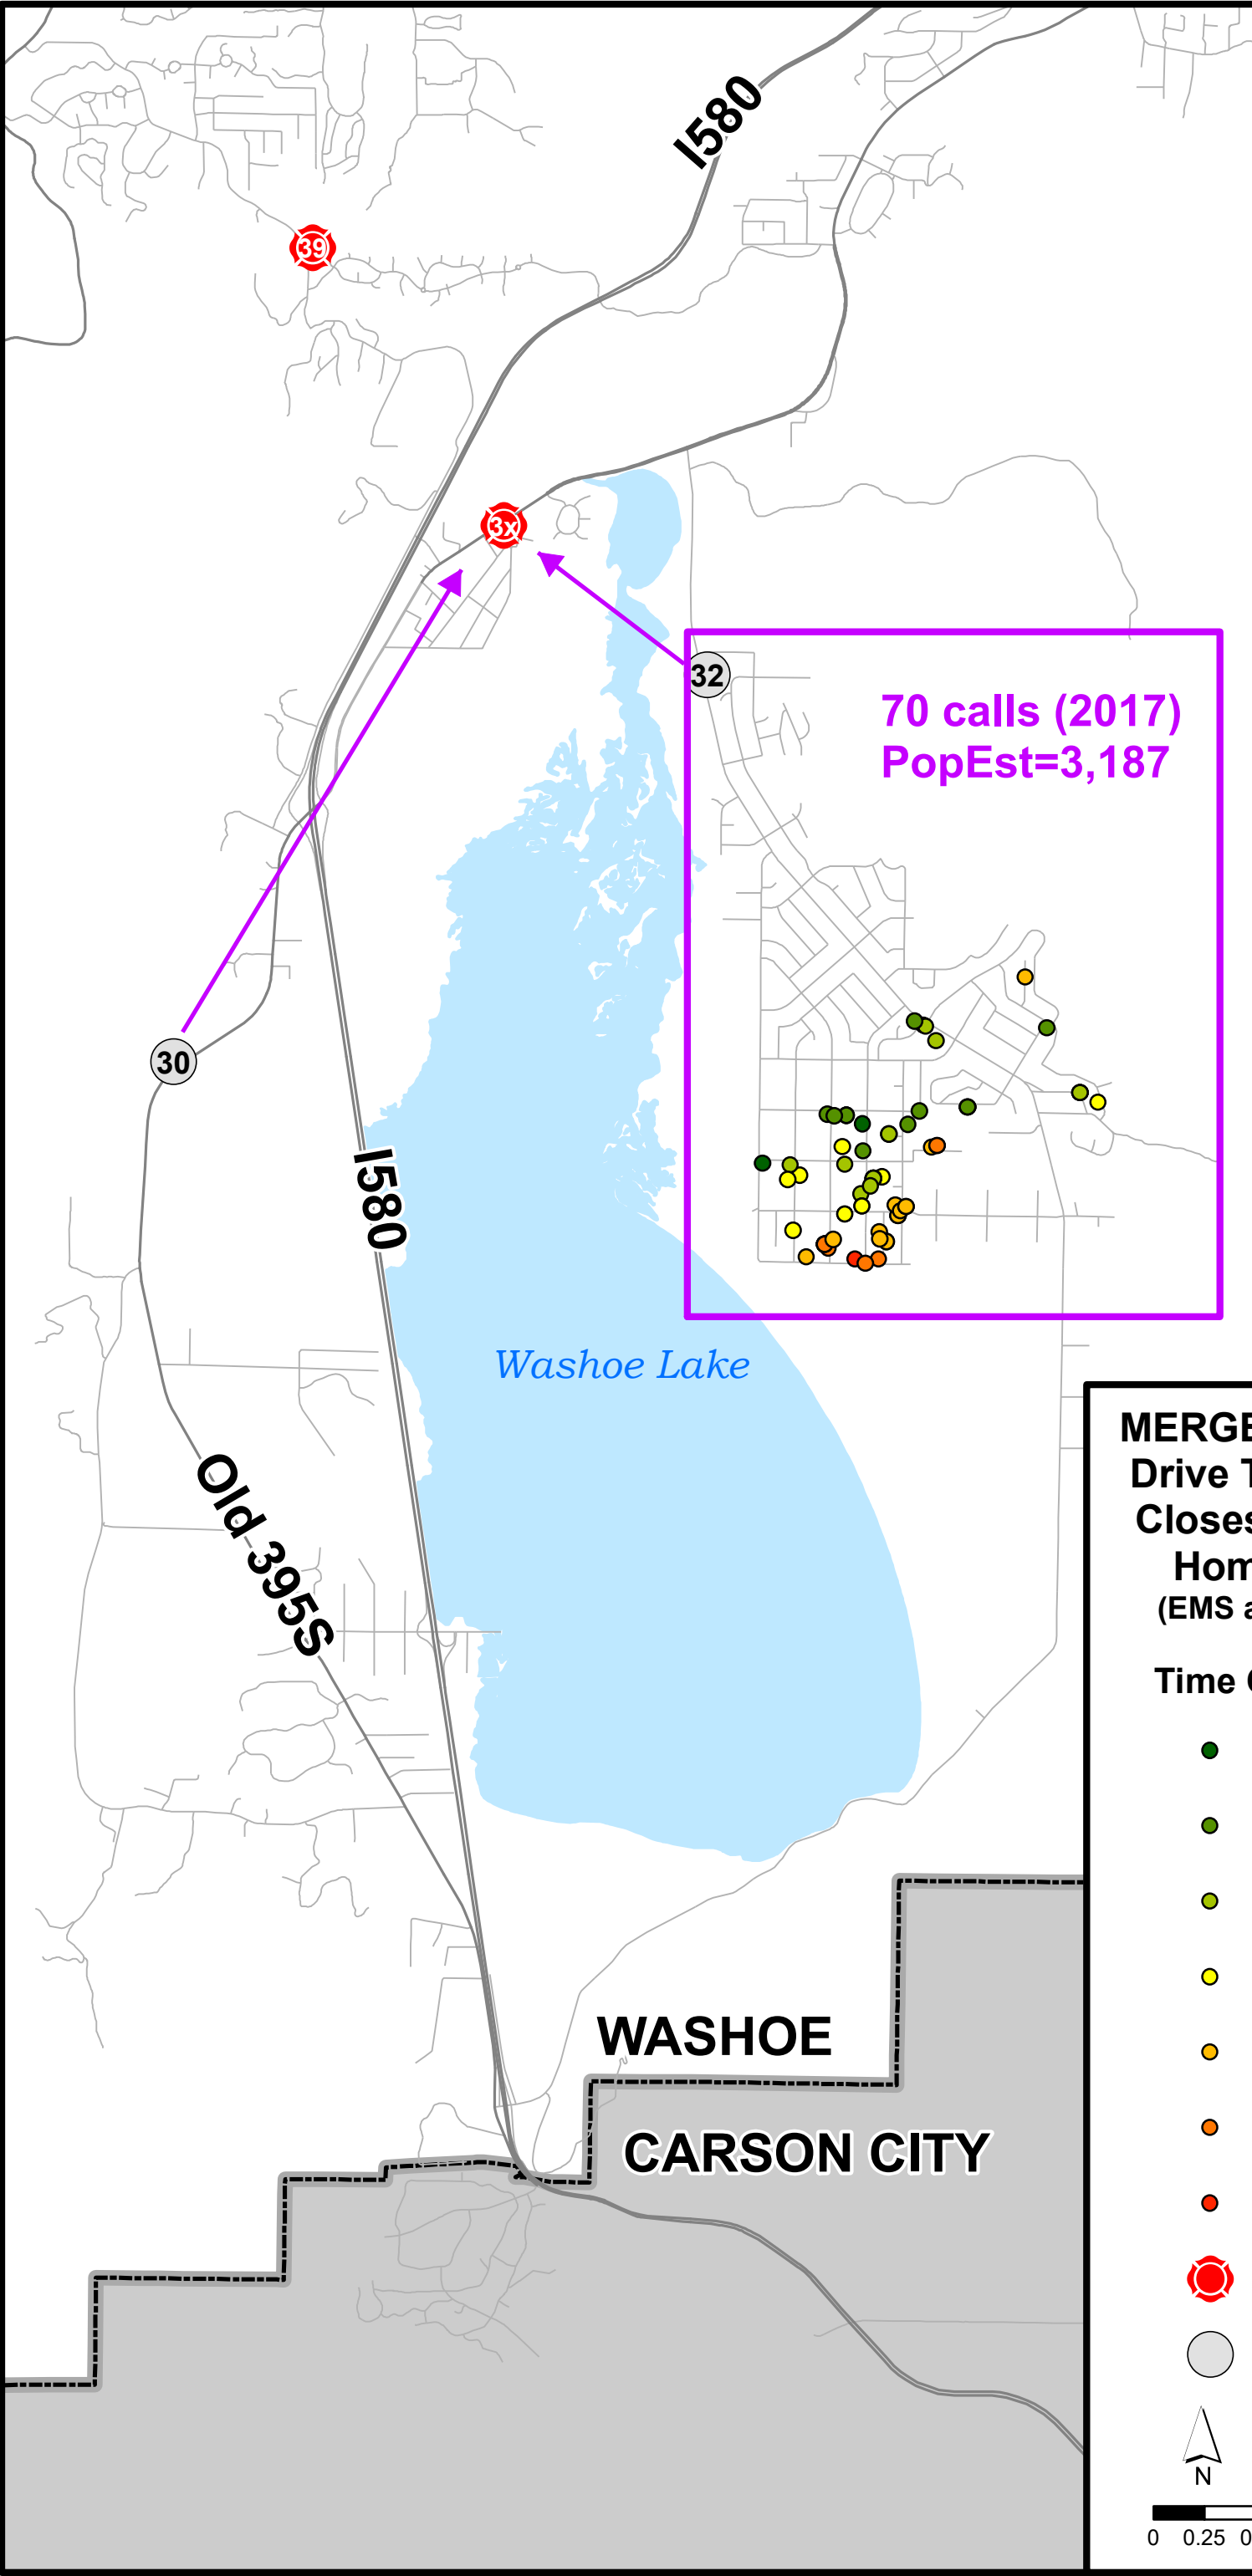 I580
39
3x
32
70 calls (2017)
PopEst=3,187
30
I580
Washoe Lake
Old 395S
MERGE
Drive T
Closes
Hom
(EMS a
Time
WASHOE
CARSON CITY
N
0 0.25 0